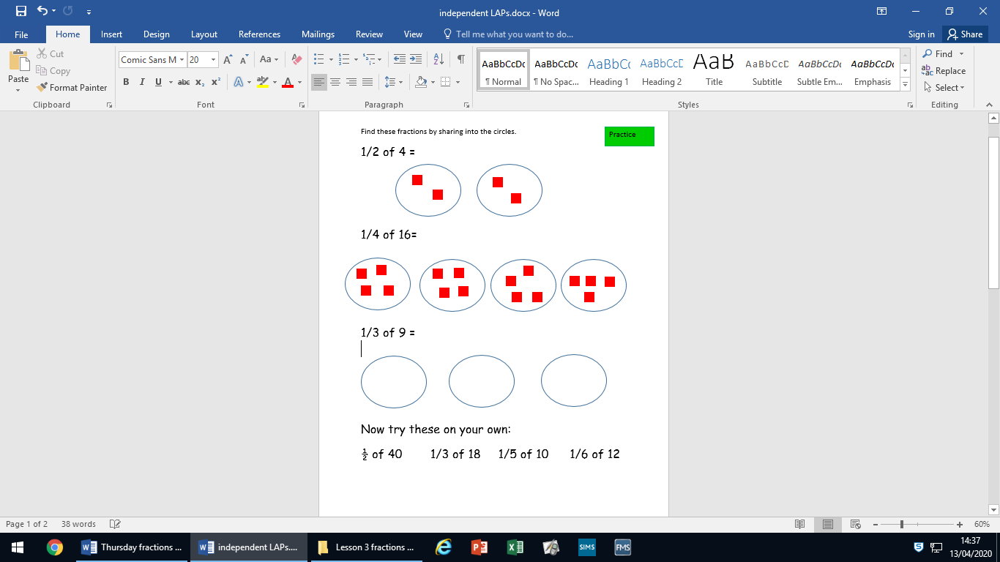 independent LAPs.docx - Word
File Home Insert Design Layout References Mailings Review View Tell me what you want to do... Sign in Share
Paste
Cut
Copy
Format Painter
Clipboard
Comic Sans M 20
B I U abc x₂ x²
Font
Paragraph
AaBbCcDc AaBbCcDc AaBbCc AaBbCcD AaB AaBbCcD AaBbCcDc AaBbCcDc
¶ Normal ¶ No Spac... Heading 1 Heading 2 Title Subtitle Subtle Em... Emphasis
Styles
Find
Replace
Select
Editing
Find these fractions by sharing into the circles.
Practice
1/2 of 4 =
1/4 of 16=
1/3 of 9 =
Now try these on your own:
½ of 40 1/3 of 18 1/5 of 10 1/6 of 12
Page 1 of 2 38 words 60%
Thursday fractions ... independent LAPs.... Lesson 3 fractions ... SIMS FMS
14:37
13/04/2020